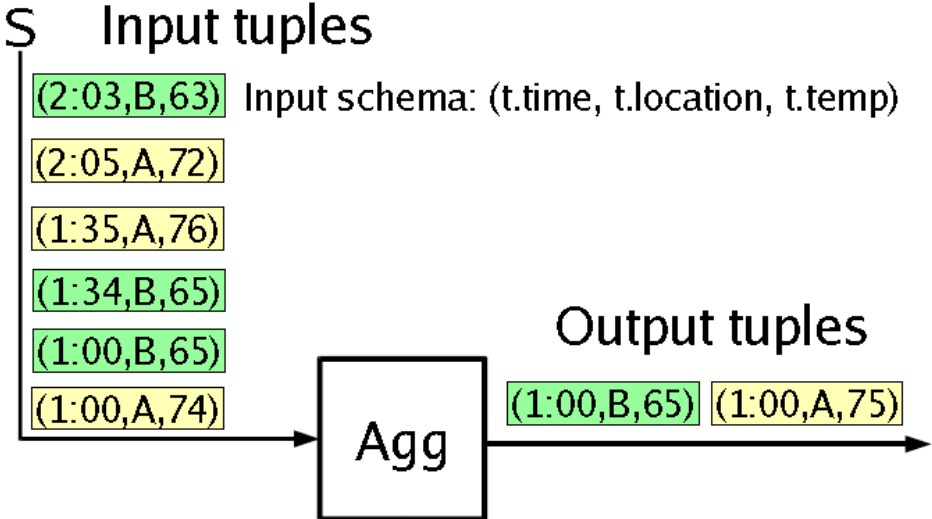 S Input tuples
(2:03,B,63) Input schema: (t.time, t.location, t.temp)
(2:05,A,72)
(1:35,A,76)
(1:34,B,65)
(1:00,B,65)
(1:00,A,74)
Output tuples
(1:00,B,65) (1:00,A,75)
Agg